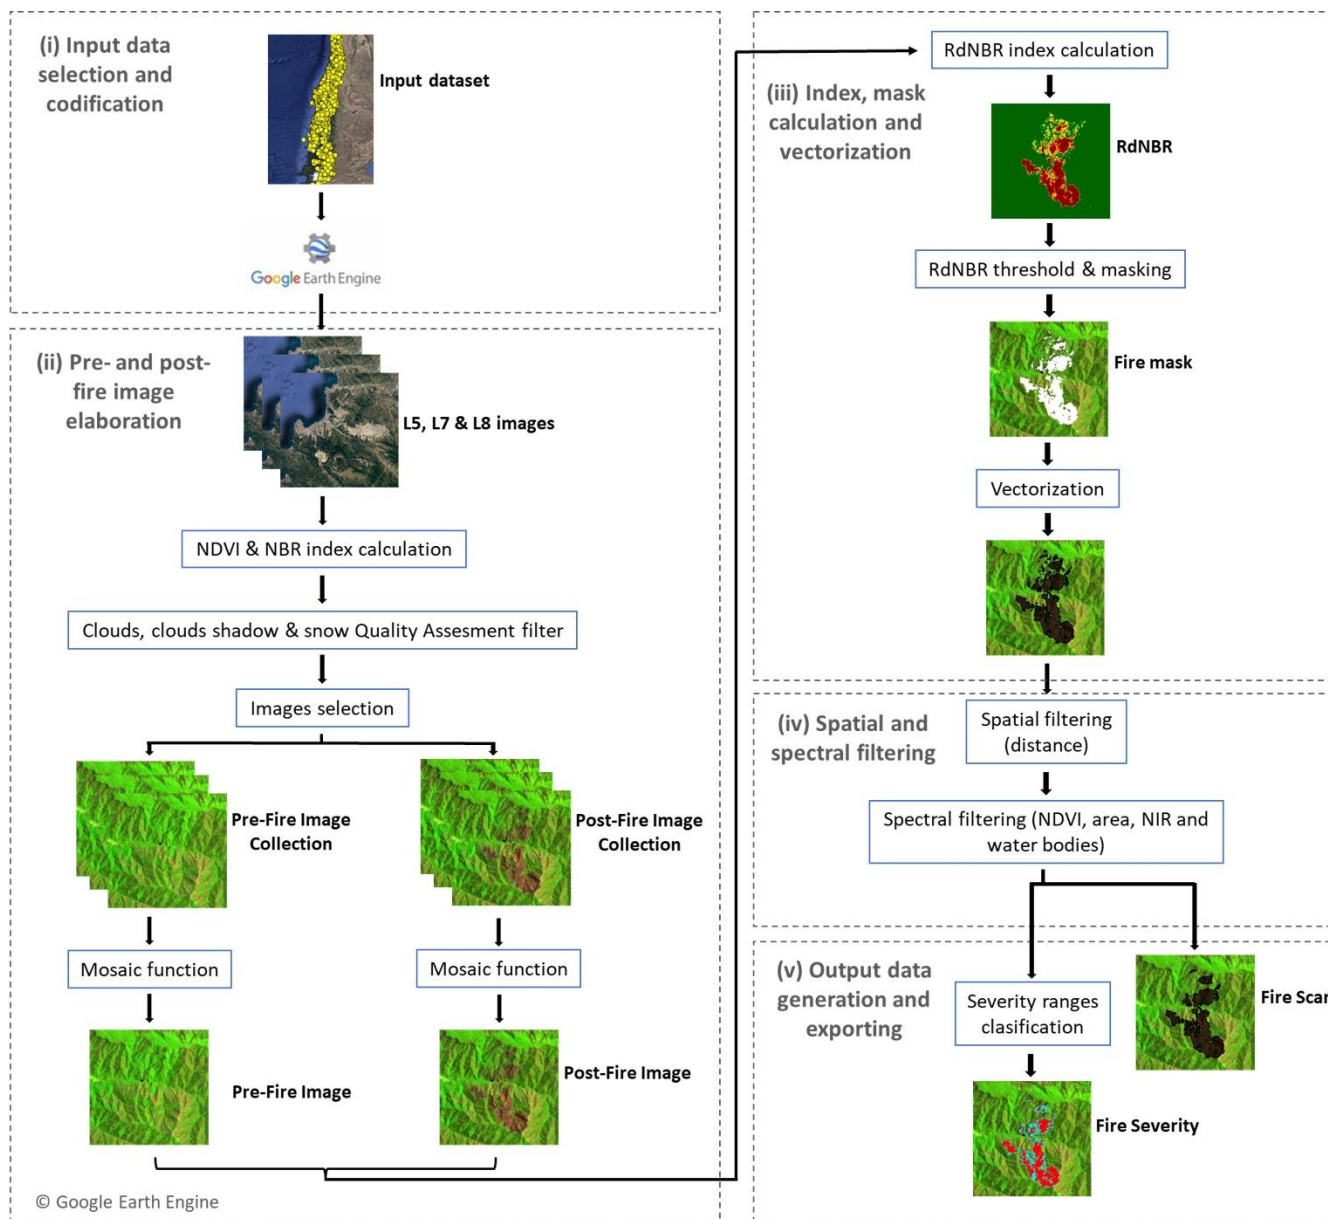 (i) Input data
selection and
codification)
Input dataset
Google Earth Engine
(ii) Pre- and post-
fire image
elaboration)
L5, L7 & L8 images
NDVI & NBR index calculation
Clouds, clouds shadow & snow Quality Assesment filter
Images selection
Pre-Fire Image
Collection
Post-Fire Image
Collection
Mosaic function
Mosaic function
Pre-Fire Image
Post-Fire Image
© Google Earth Engine
RdNBR index calculation
(iii) Index, mask
calculation and
vectorization)
RdNBR
RdNBR threshold & masking
Fire mask
Vectorization
(iv) Spatial and
spectral filtering)
Spatial filtering
(distance)
Spectral filtering (NDVI, area, NIR and
water bodies)
(v) Output data
generation and
exporting)
Severity ranges
clasification
Fire Scar
Fire Severity